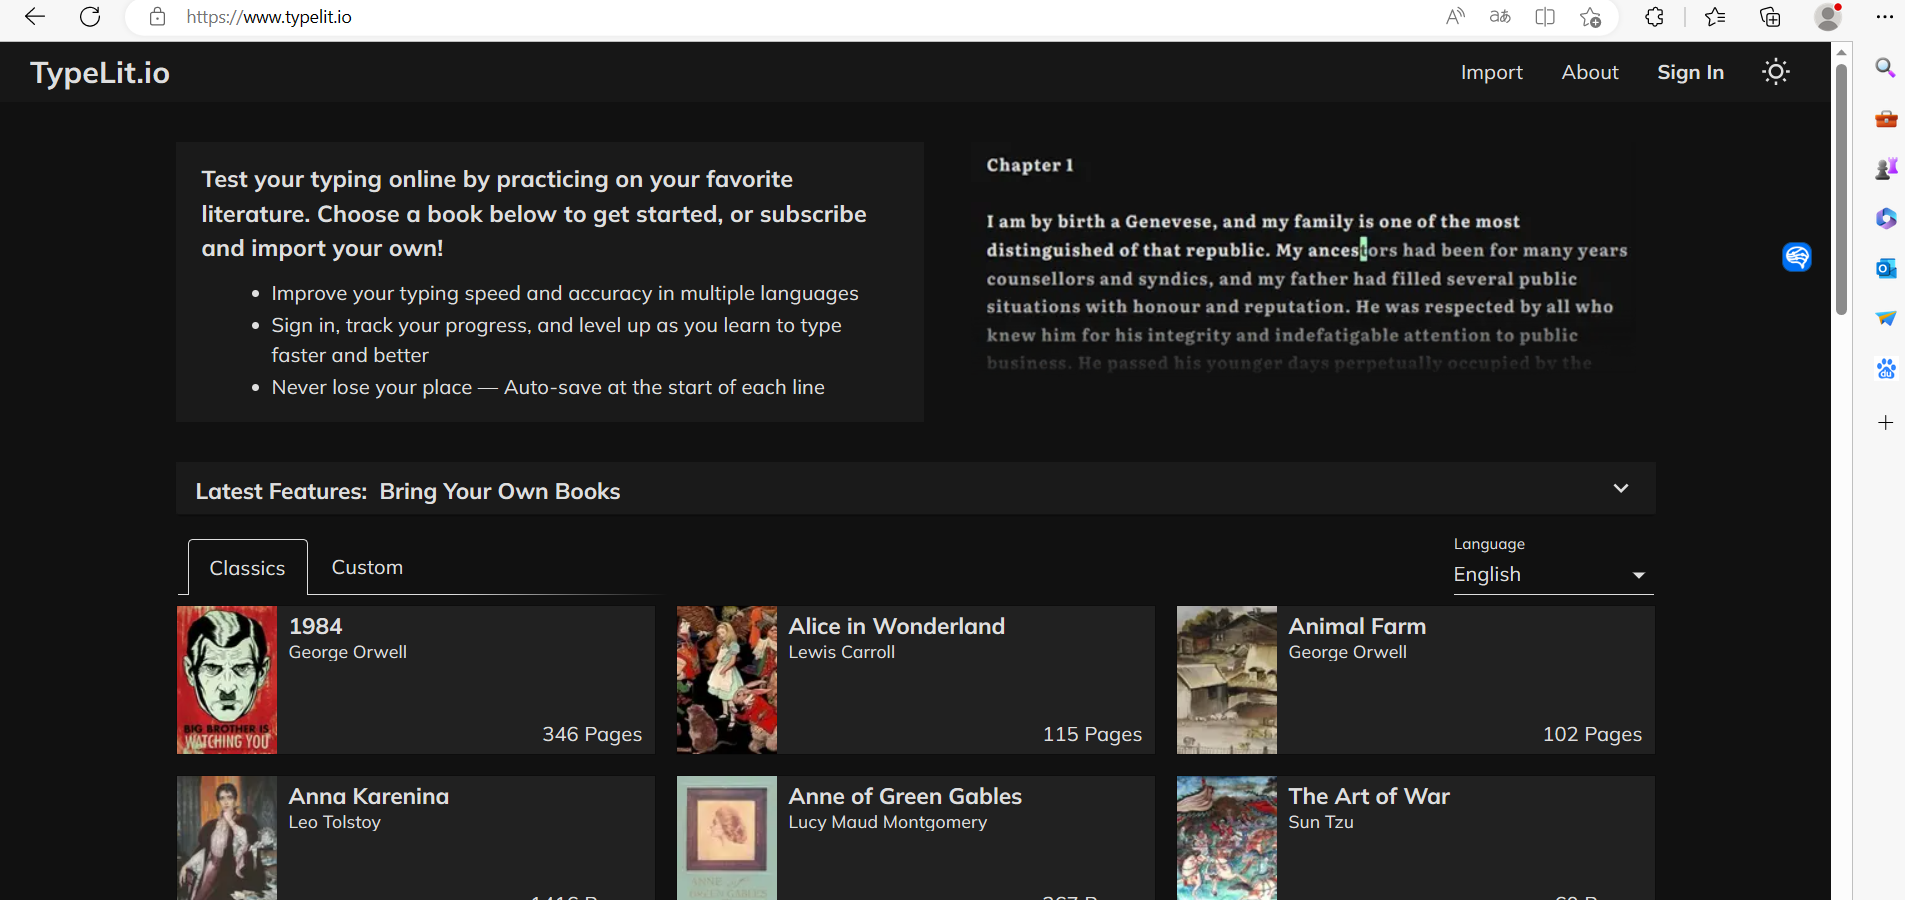 https://www.typelit.io
TypeLit.io
Import About Sign In
Test your typing online by practicing on your favorite
literature. Choose a book below to get started, or subscribe
and import your own!
• Improve your typing speed and accuracy in multiple languages
• Sign in, track your progress, and level up as you learn to type
faster and better
• Never lose your place — Auto-save at the start of each line
Chapter 1
I am by birth a Genevese, and my family is one of the most
distinguished of that republic. My ancestors had been for many years
counsellors and syndics, and my father had filled several public
situations with honour and reputation. He was respected by all who
knew him for his integrity and indefatigable attention to public
business. He passed his younger days perpetually occupied by the
Latest Features: Bring Your Own Books
Classics Custom
Language
English
1984
George Orwell
BIG BROTHER IS
WATCHING YOU
346 Pages
Alice in Wonderland
Lewis Carroll
115 Pages
Animal Farm
George Orwell
102 Pages
Anna Karenina
Leo Tolstoy
Anne of Green Gables
Lucy Maud Montgomery
ANNE of
GREEN GABLES
The Art of War
Sun Tzu